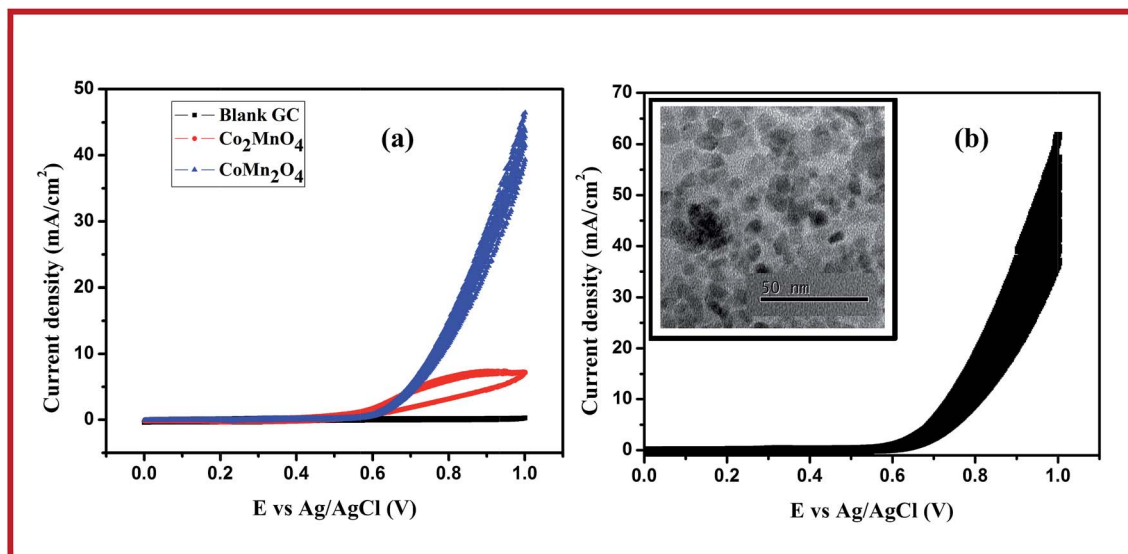 50
40
30
20
10
0
Current density (mA/cm²)
Blank GC
Co₂MnO₄
CoMn₂O₄
(a)
0.0 0.2 0.4 0.6 0.8 1.0
E vs Ag/AgCl (V)
70
60
50
40
30
20
10
0
Current density (mA/cm²)
50 nm
(b)
0.0 0.2 0.4 0.6 0.8 1.0
E vs Ag/AgCl (V)